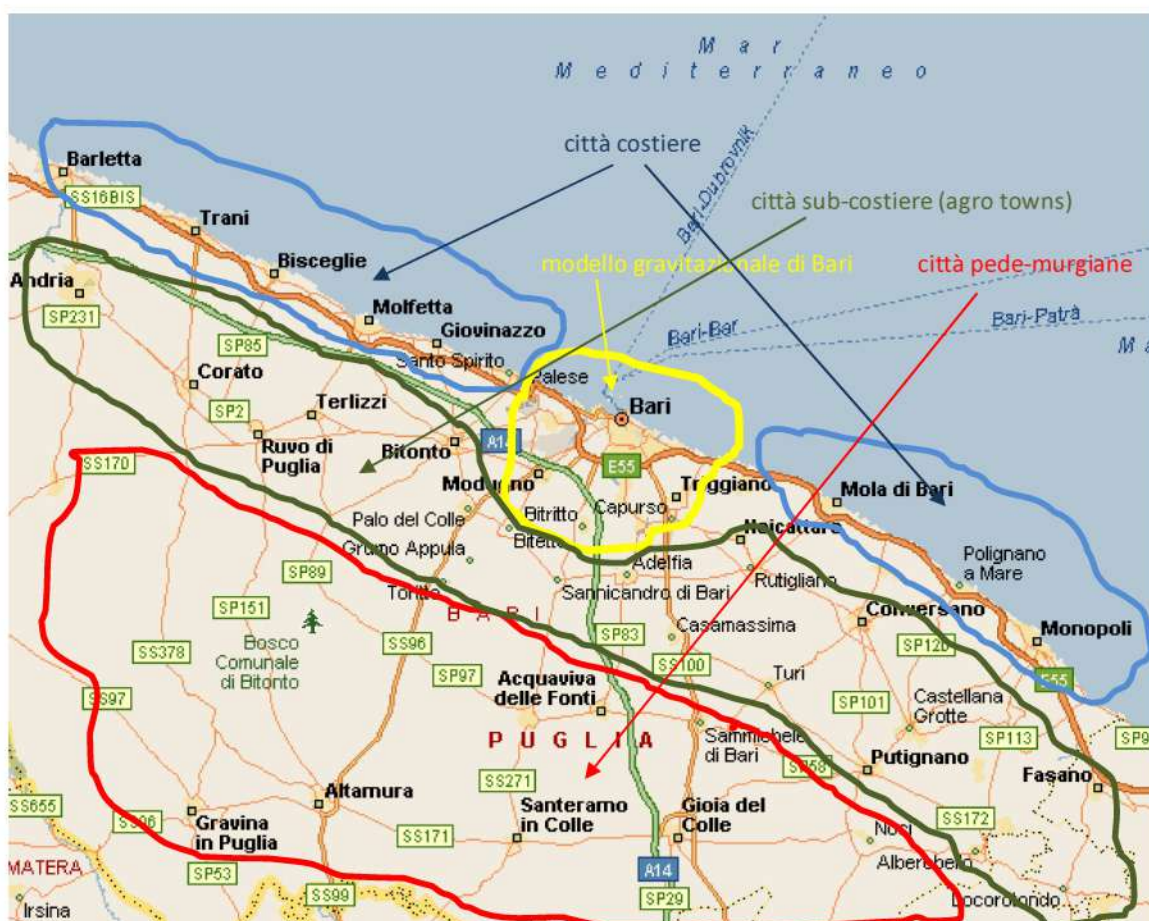 Mar
Mediterraneo
Bari-Dubrovnik
città costiere
Barletta
SS16BIS
città sub-costiere (agro towns)
Trani
modello gravitazionale di Bari
città pede-murgiane
Bisceglie
Andria
SP231
Molfetta
Bari-Bar
Bari-Patrà
Giovinazzo
SP85
Santo Spirito
Palese
Corato
SP2
Terlizzi
Bari
Ruvo di
Puglia
Bitonto
A14
E55
SS170
Modugno
Triggiano
Mola di Bari
Palo del Colle
Bitritto
Capurso
Bitetto
Noicattaro
Grumo Appula
Polignano
a Mare
SP89
Toritto
Adelfia
Rutigliano
Sannicandro di Bari
SP151
BARI
Conversano
SP83
Casamassima
Monopoli
SS378
Bosco
Comunale
di Bitonto
SS96
SP120
SS100
SP97
Acquaviva
delle Fonti
Turi
E55
SS97
SP101
Castellana
Grotte
PUGLIA
Sammichele
di Bari
SP113
SP9
SP58
Putignano
Fasano
SS271
Altamura
SS655
SS96
Gravina
in Puglia
SS171
Santeramo
in Colle
Gioia del
Colle
SS172
Noci
Alberobello
MATERA
SP53
A14
SS99
SP29
Locorotondo
Irsina